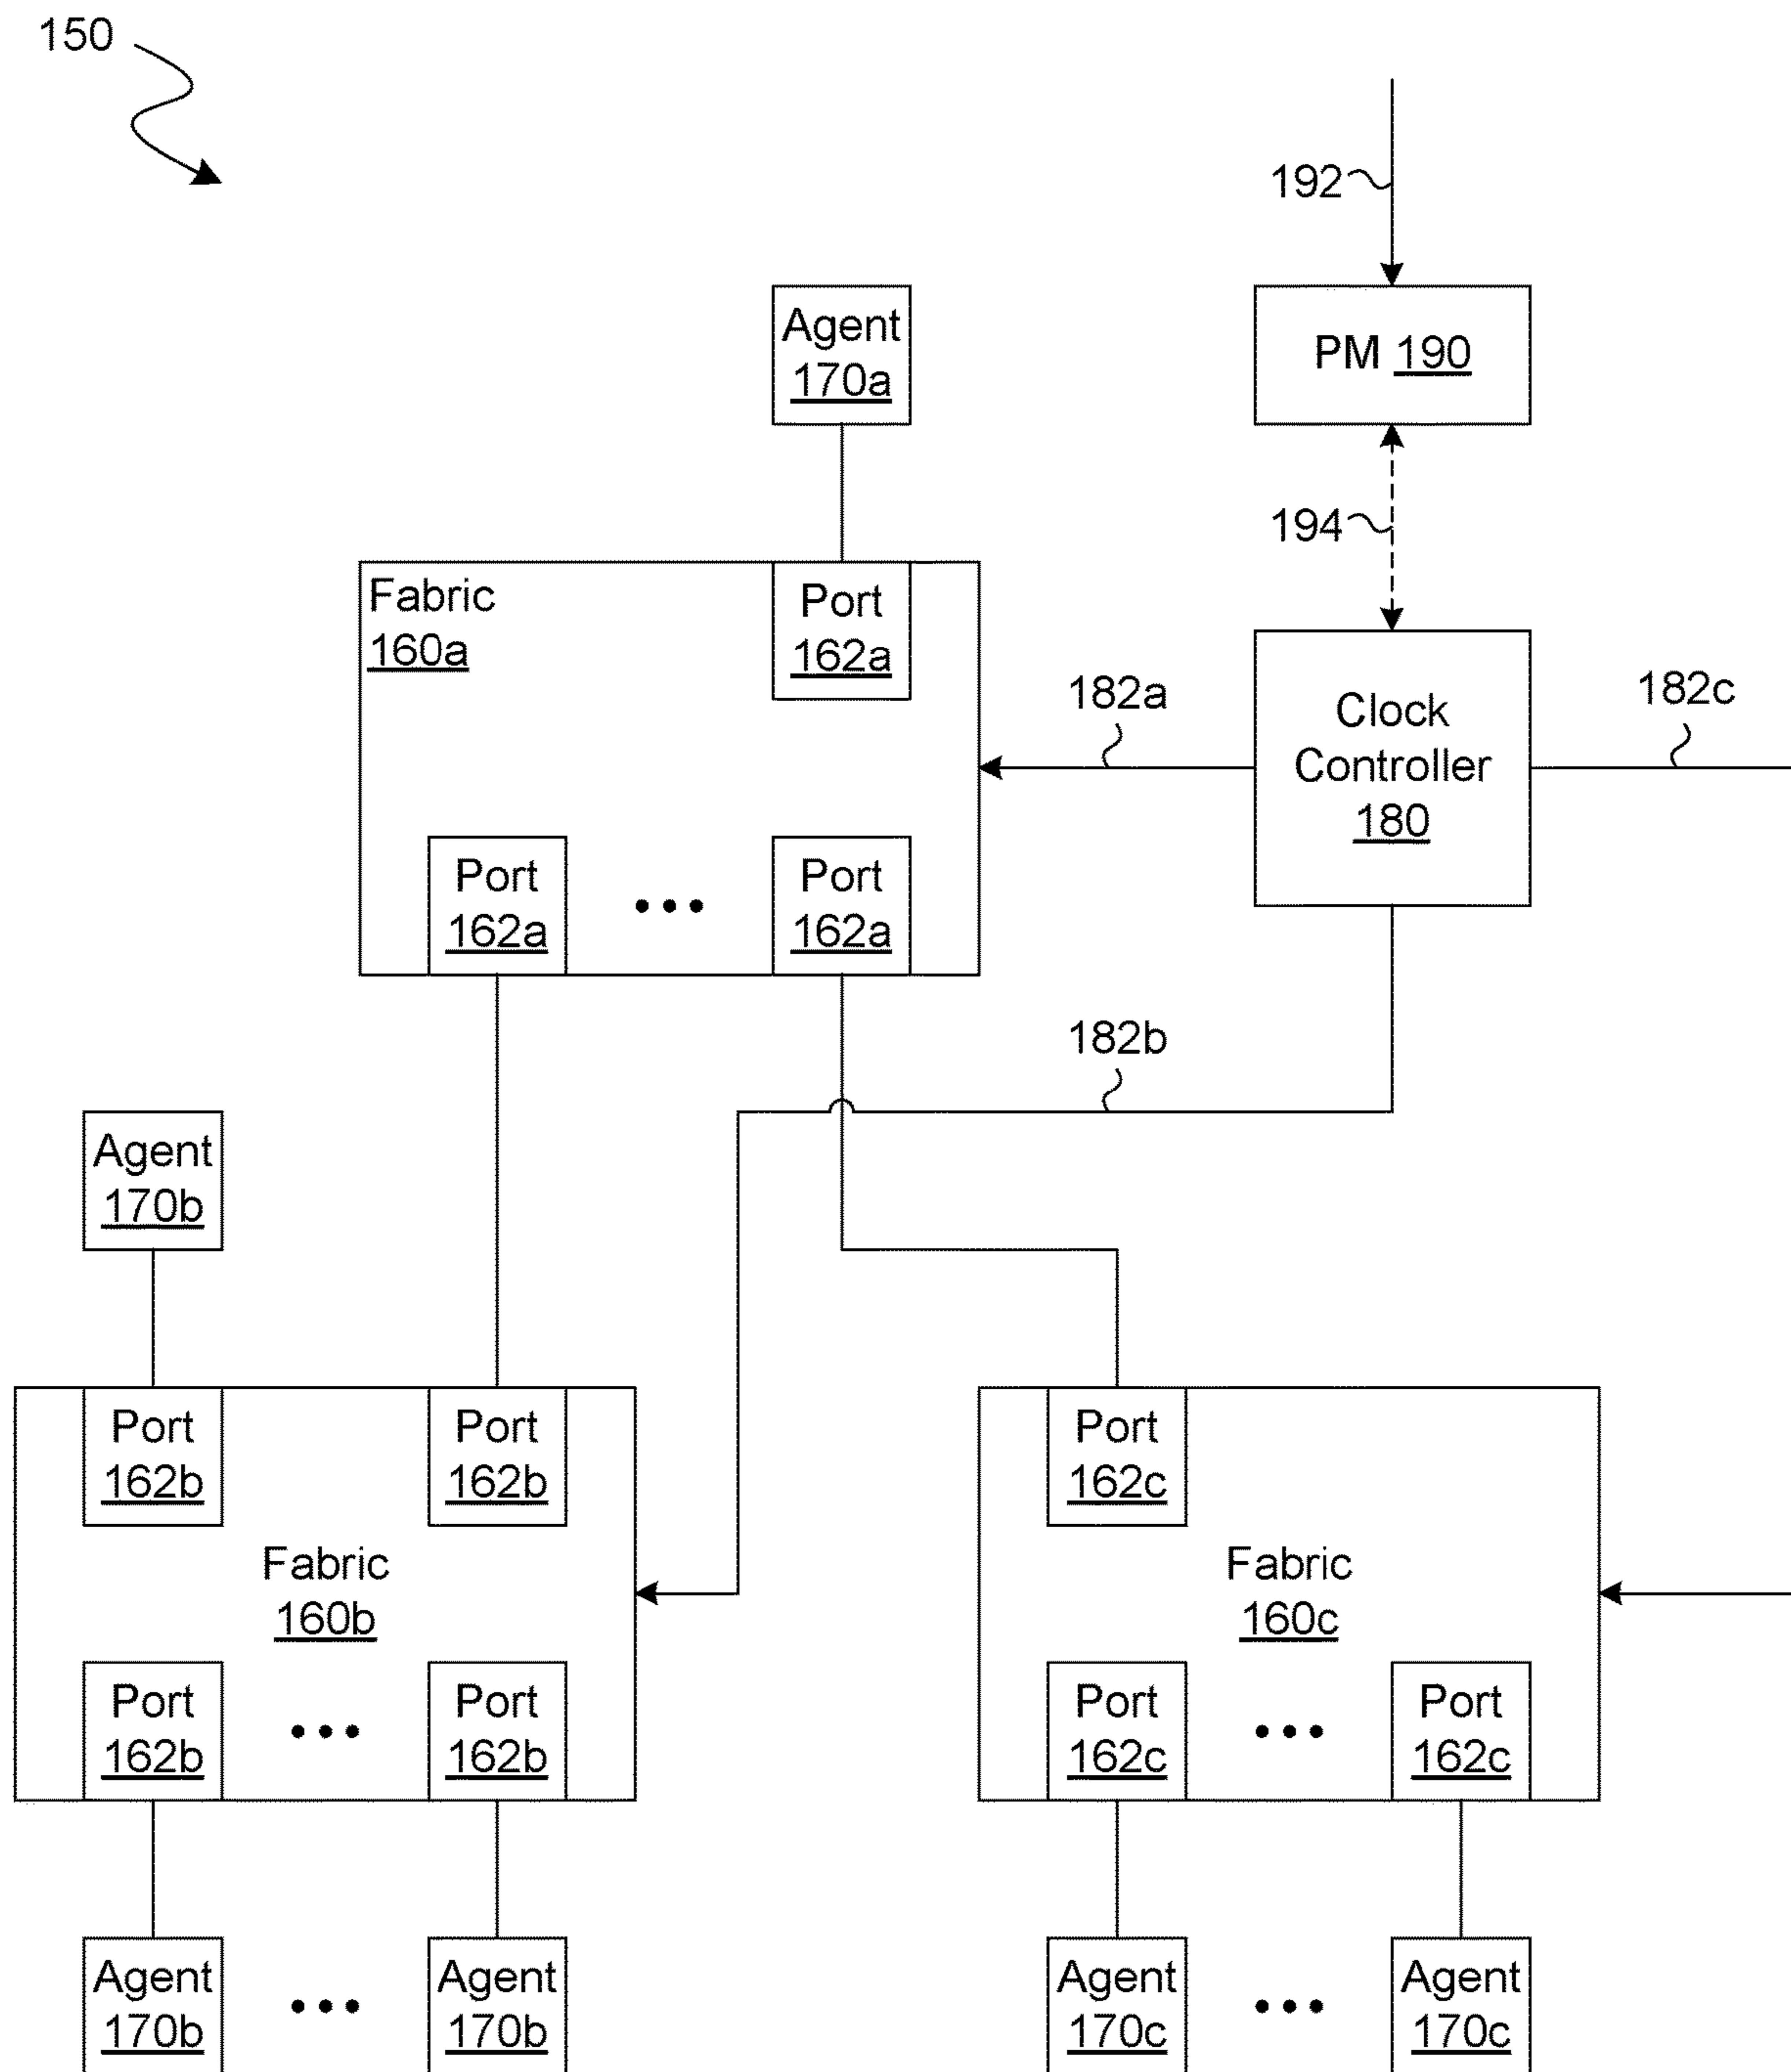 150
192
Agent
170a
PM 190
194
Fabric
160a
Port
162a
182a
Clock
Controller
180
182c
Port
162a
•••
Port
162a
182b
Agent
170b
Port
162b
Port
162b
Port
162c
Fabric
160b
Fabric
160c
Port
162b
•••
Port
162b
Port
162c
•••
Port
162c
Agent
170b
•••
Agent
170b
Agent
170c
•••
Agent
170c